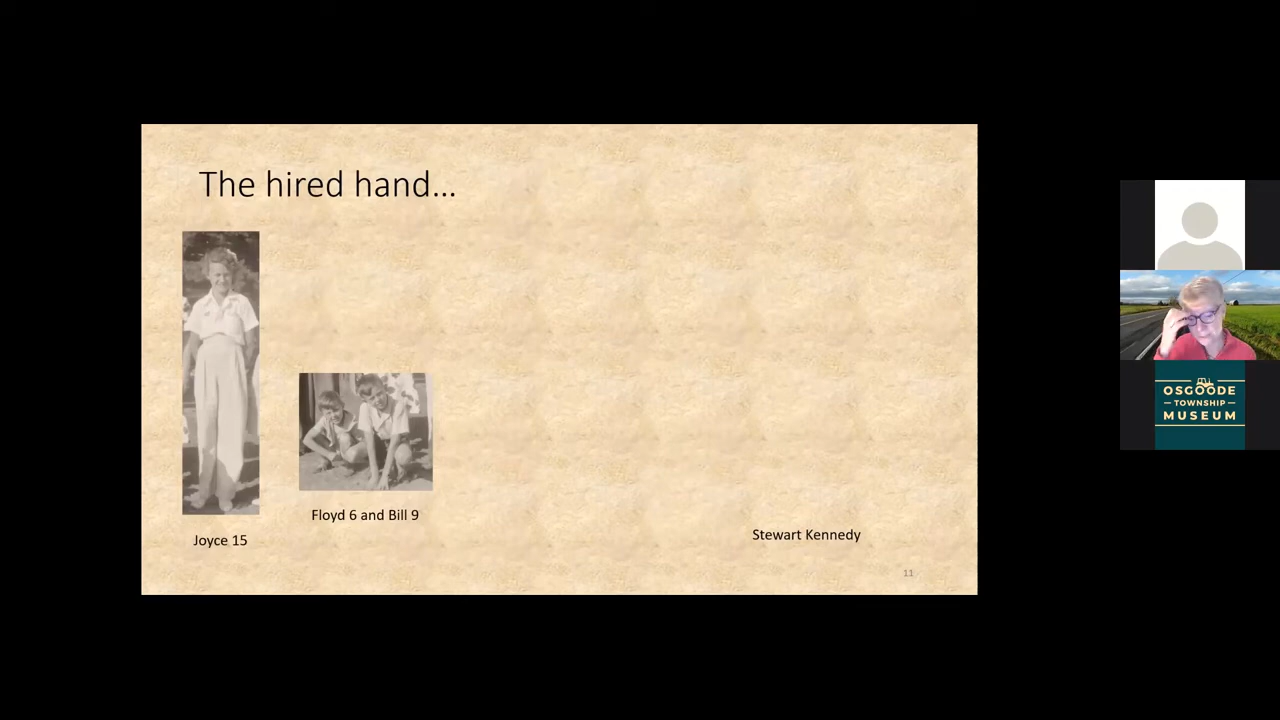 The hired hand...
Floyd 6 and Bill 9
Joyce 15
Stewart Kennedy
11
OSGOODE
TOWNSHIP
MUSEUM